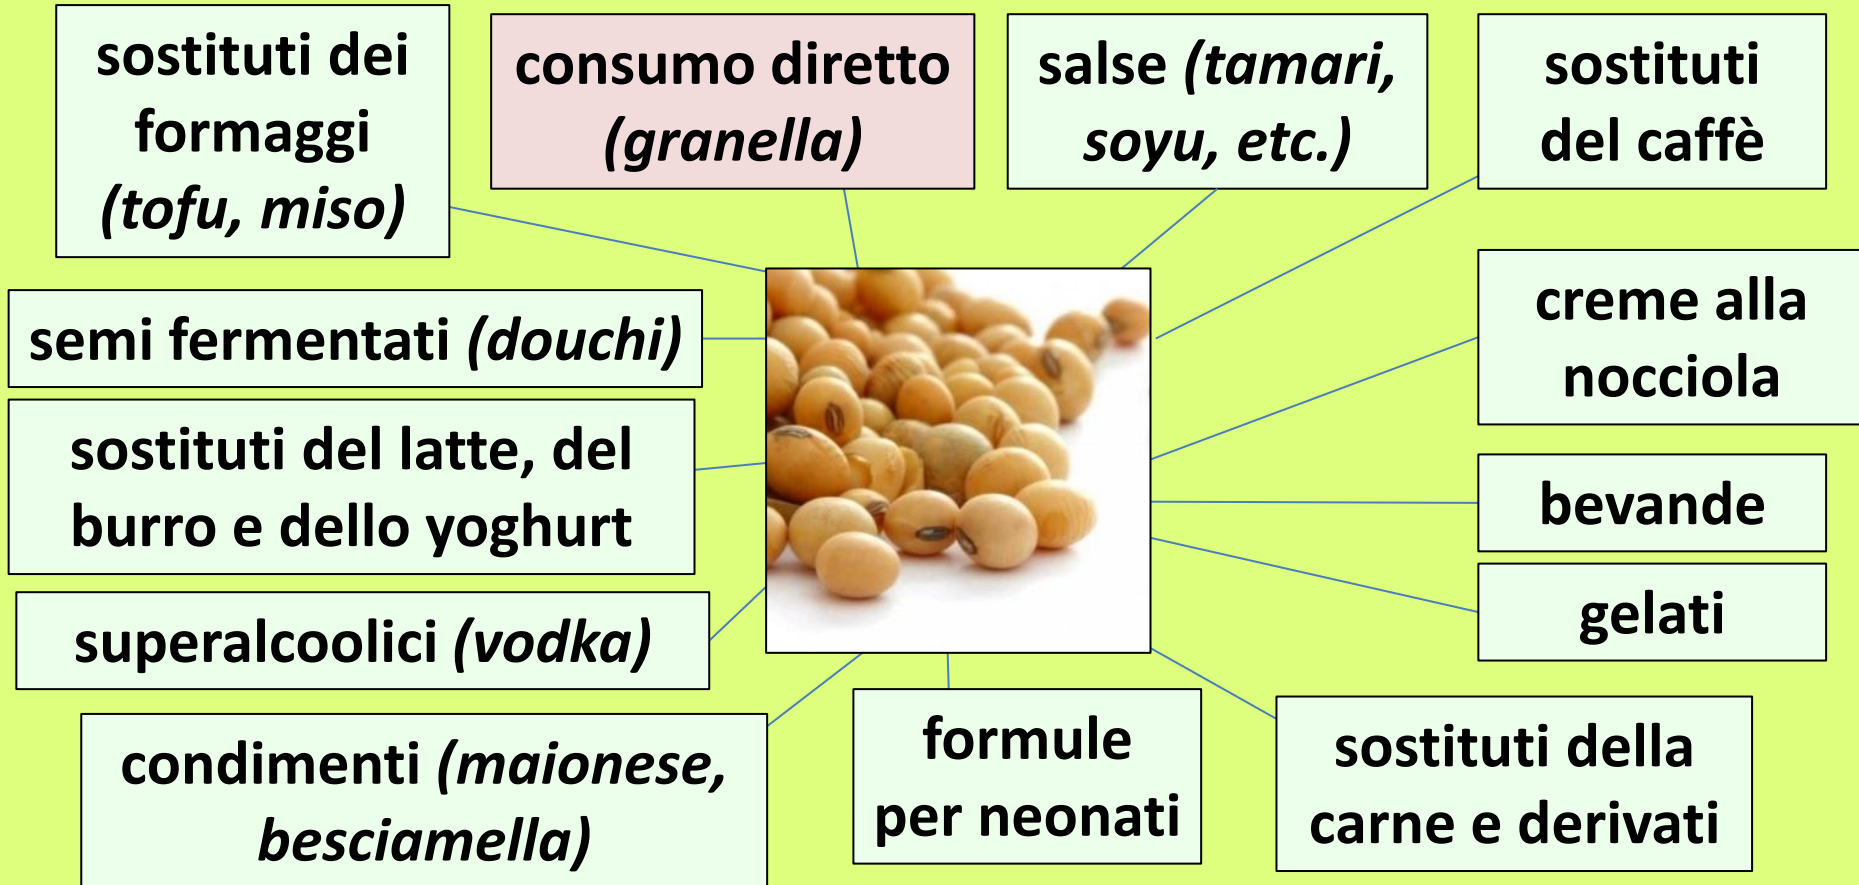 sostituti dei
formaggi
(tofu, miso)
consumo diretto
(granella)
salse (tamari,
soyu, etc.)
sostituti
del caffè
semi fermentati (douchi)
creme alla
nocciola
sostituti del latte, del
burro e dello yoghurt
bevande
gelati
superalcoolici (vodka)
condimenti (maionese,
besciamella)
formule
per neonati
sostituti della
carne e derivati